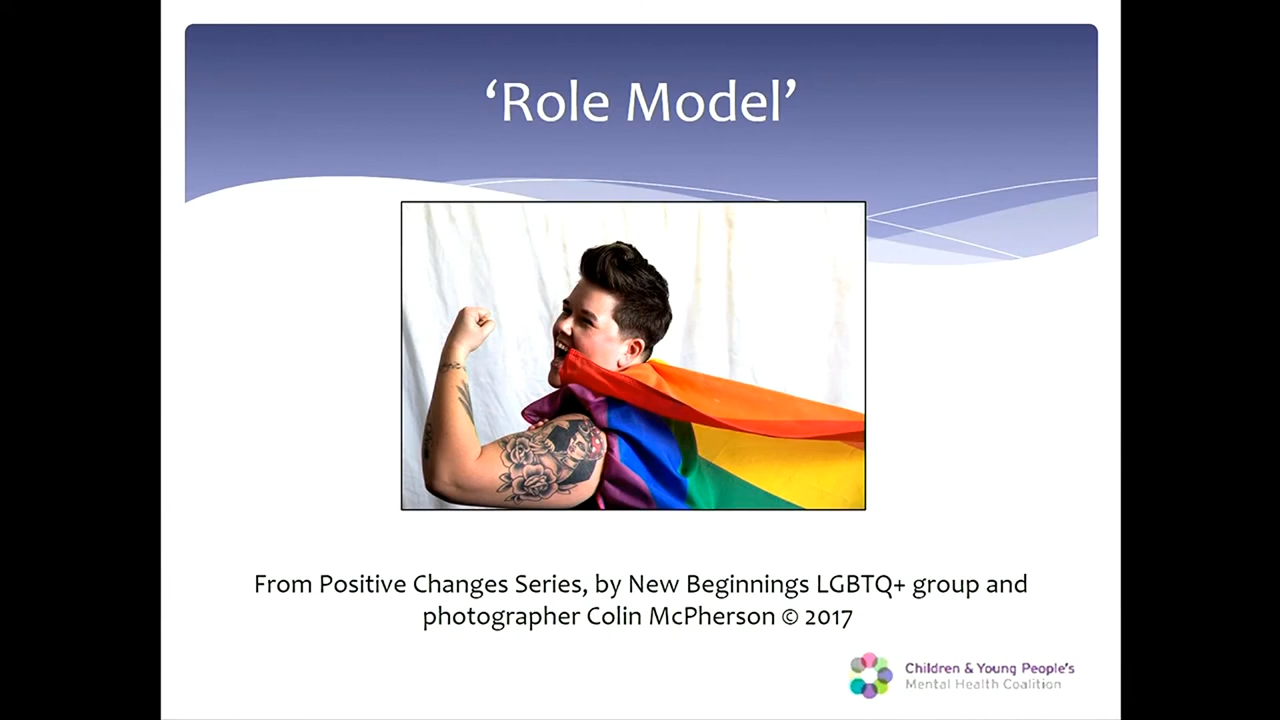 ‘Role Model’
From Positive Changes Series, by New Beginnings LGBTQ+ group and
photographer Colin McPherson © 2017
Children & Young People's
Mental Health Coalition